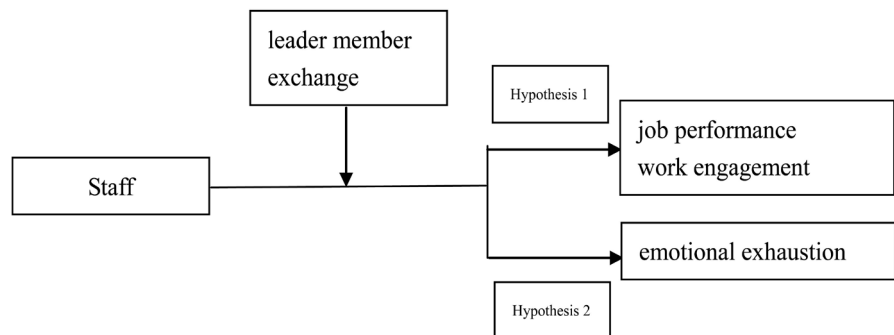 leader member
exchange
Hypothesis 1
job performance
work engagement
Staff
emotional exhaustion
Hypothesis 2